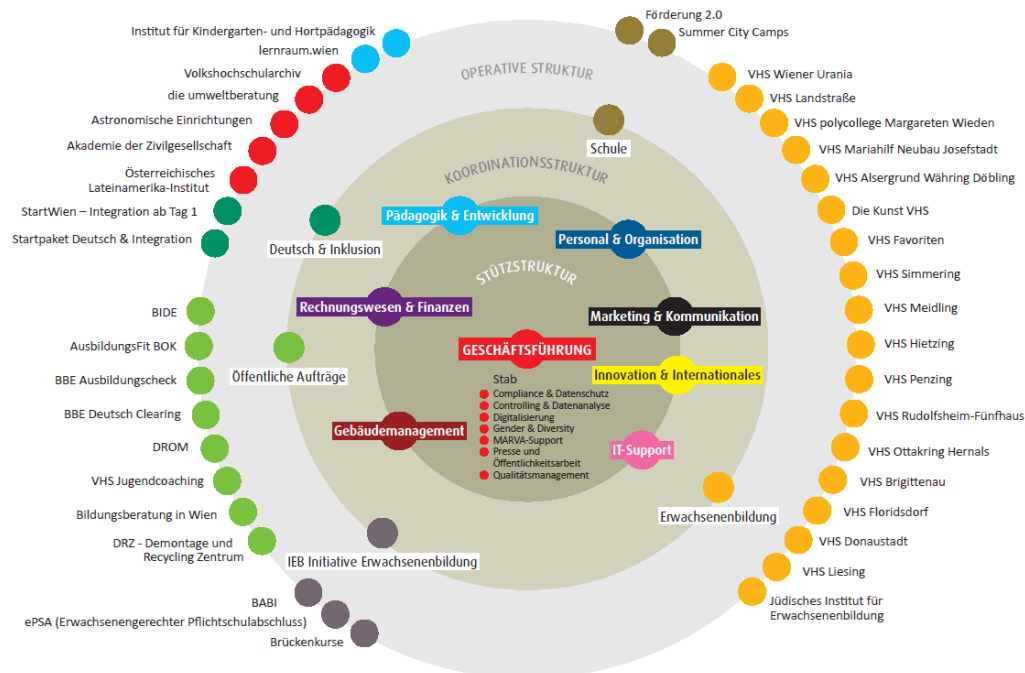 Institut für Kindergarten- und Hortpädagogik
lernraum.wien
Volkshochschularchiv
die umweltberatung
Astronomische Einrichtungen
Akademie der Zivilgesellschaft
Österreichisches
Lateinamerika-Institut
StartWien – Integration ab Tag 1
Startpaket Deutsch & Integration
BIDE
AusbildungsFit BOK
BBE Ausbildungscheck
BBE Deutsch Clearing
DROM
VHS Jugendcoaching
Bildungsberatung in Wien
DRZ - Demontage und
Recycling Zentrum
BABI
ePSA (Erwachsenengerechter Pflichtschulabschluss)
Brückenkurse
OPERATIVE STRUKTUR
KOORDINATIONSSTRUKTUR
Schule
Deutsch & Inklusion
Öffentliche Aufträge
IEB Initiative Erwachsenenbildung
Erwachsenenbildung
Pädagogik & Entwicklung
Personal & Organisation
STÜTZSTRUKTUR
Rechnungswesen & Finanzen
Marketing & Kommunikation
GESCHÄFTSFÜHRUNG
Innovation & Internationales
Gebäudemanagement
IT-Support
Stab
Compliance & Datenschutz
Controlling & Datenanalyse
Digitalisierung
Gender & Diversity
MARVA-Support
Presse und
Öffentlichkeitsarbeit
Qualitätsmanagement
Förderung 2.0
Summer City Camps
VHS Wiener Urania
VHS Landstraße
VHS polycollege Margareten Wieden
VHS Mariahilf Neubau Josefstadt
VHS Alsergrund Währing Döbling
Die Kunst VHS
VHS Favoriten
VHS Simmering
VHS Meidling
VHS Hietzing
VHS Penzing
VHS Rudolfsheim-Fünfhaus
VHS Ottakring Hernals
VHS Brigittenau
VHS Floridsdorf
VHS Donaustadt
VHS Liesing
Jüdisches Institut für
Erwachsenenbildung